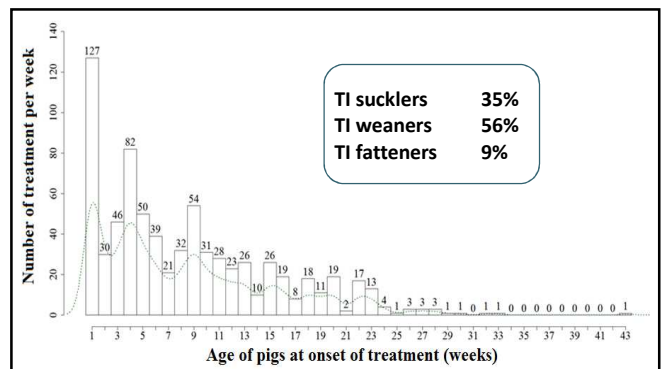 Number of treatment per week
140
120
100
80
60
40
20
0
127 30 46 82 50 39 21 32 54 31 28 23 26 10 26 19 8 18 11 19 2 17 13 4 1 3 3 3 1 1 0 1 1 0 0 0 0 0 0 0 0 0 1
TI sucklers 35%
TI weaners 56%
TI fatteners 9%
1 3 5 7 9 11 13 15 17 19 21 23 25 27 29 31 33 35 37 39 41 43
Age of pigs at onset of treatment (weeks)